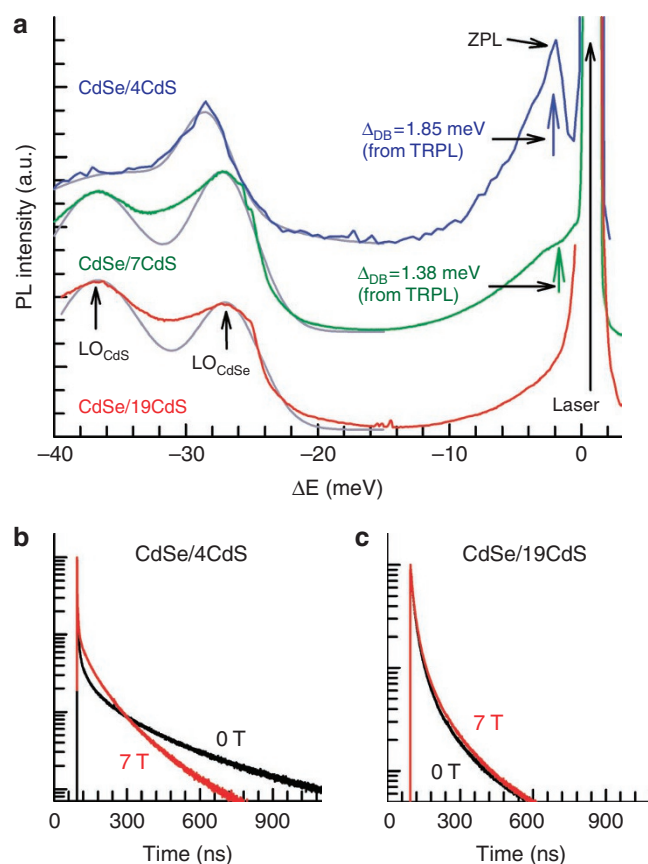 a
ZPL
CdSe/4CdS
Δ_DB=1.85 meV
(from TRPL)
PL intensity (a.u.)
CdSe/7CdS
Δ_DB=1.38 meV
(from TRPL)
LO_CdS
LO_CdSe
CdSe/19CdS
Laser
−40 −30 −20 −10 0
ΔE (meV)
b
CdSe/4CdS
0 T
7 T
300 600 900
Time (ns)
c
CdSe/19CdS
7 T
0 T
300 600 900
Time (ns)